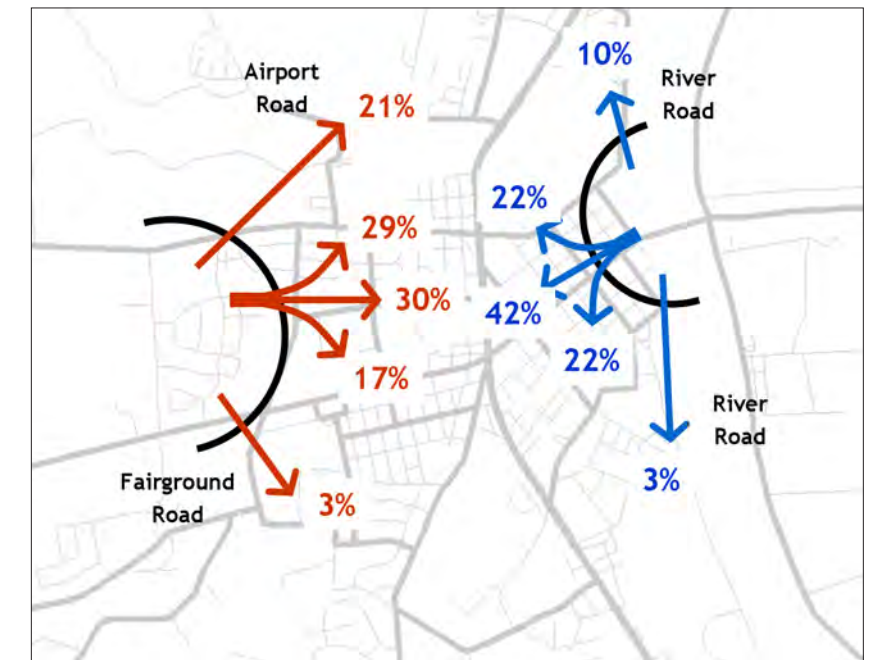 10%
Airport
Road
River
Road
21%
22%
29%
30%
42%
22%
17%
River
Road
3%
Fairground
Road
3%